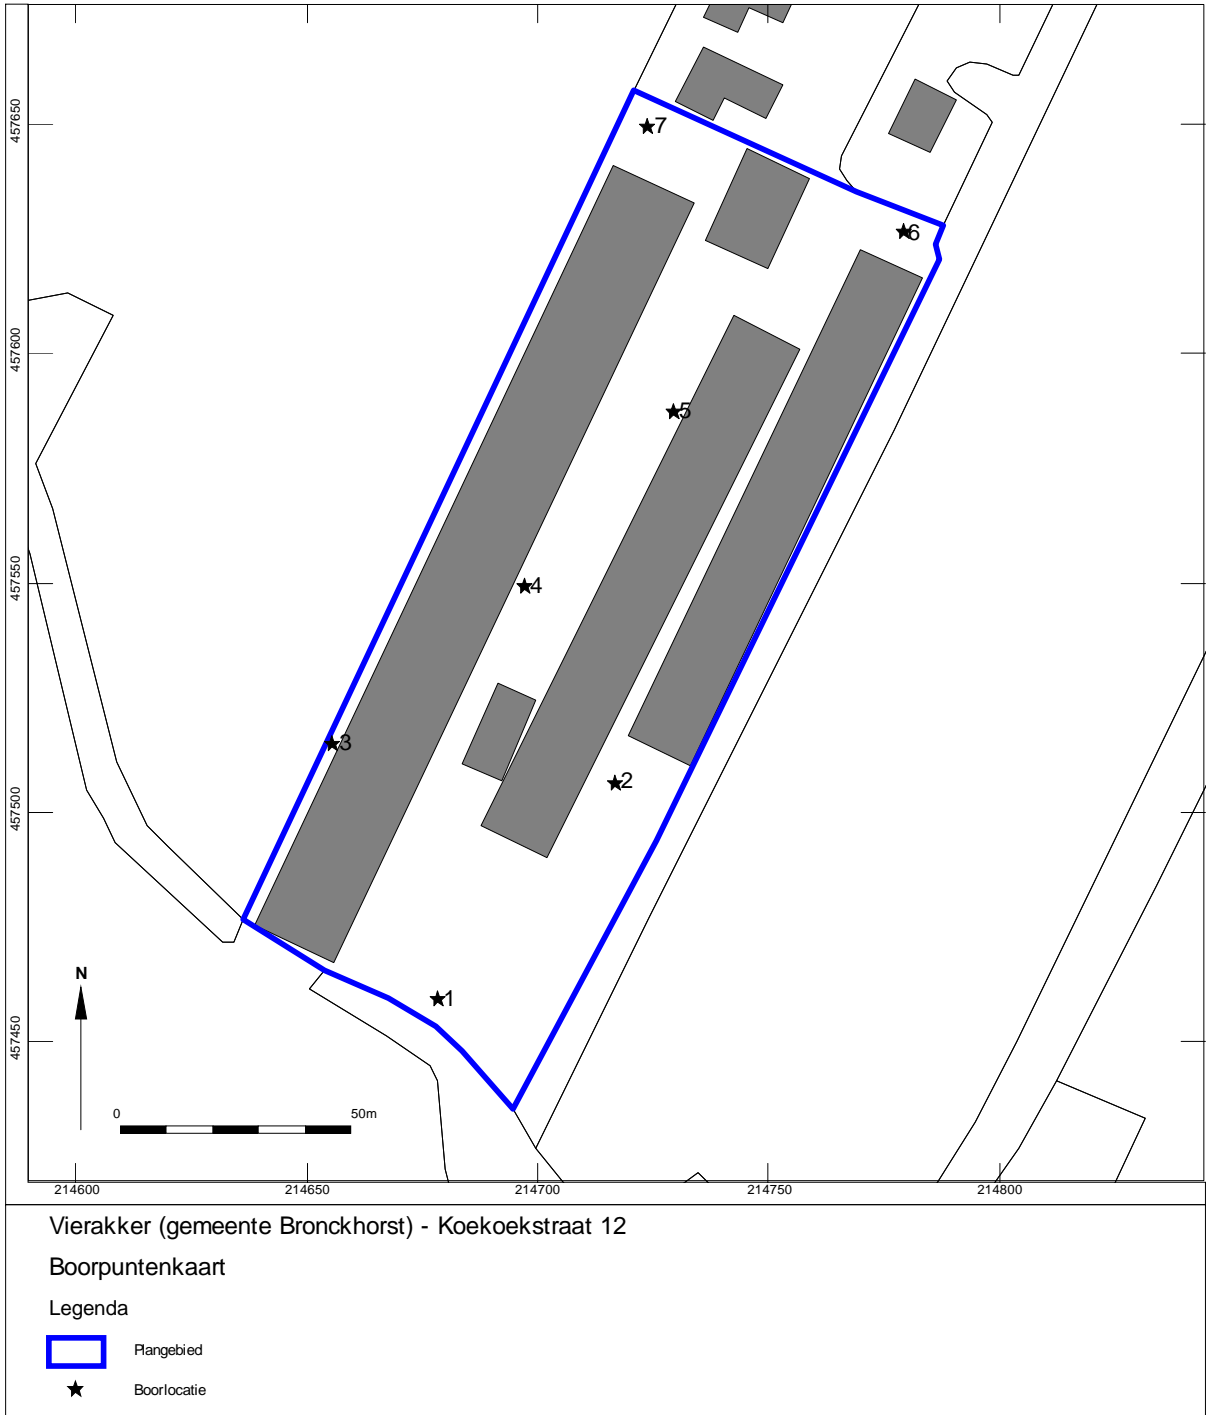 7
6
5
4
3
2
1
457650
457600
457550
457500
457450
N
0 50m
214600 214650 214700 214750 214800
Vierakker (gemeente Bronckhorst) - Koekoekstraat 12
Boorpuntenkaart
Legenda
Plangebied
Boorlocatie